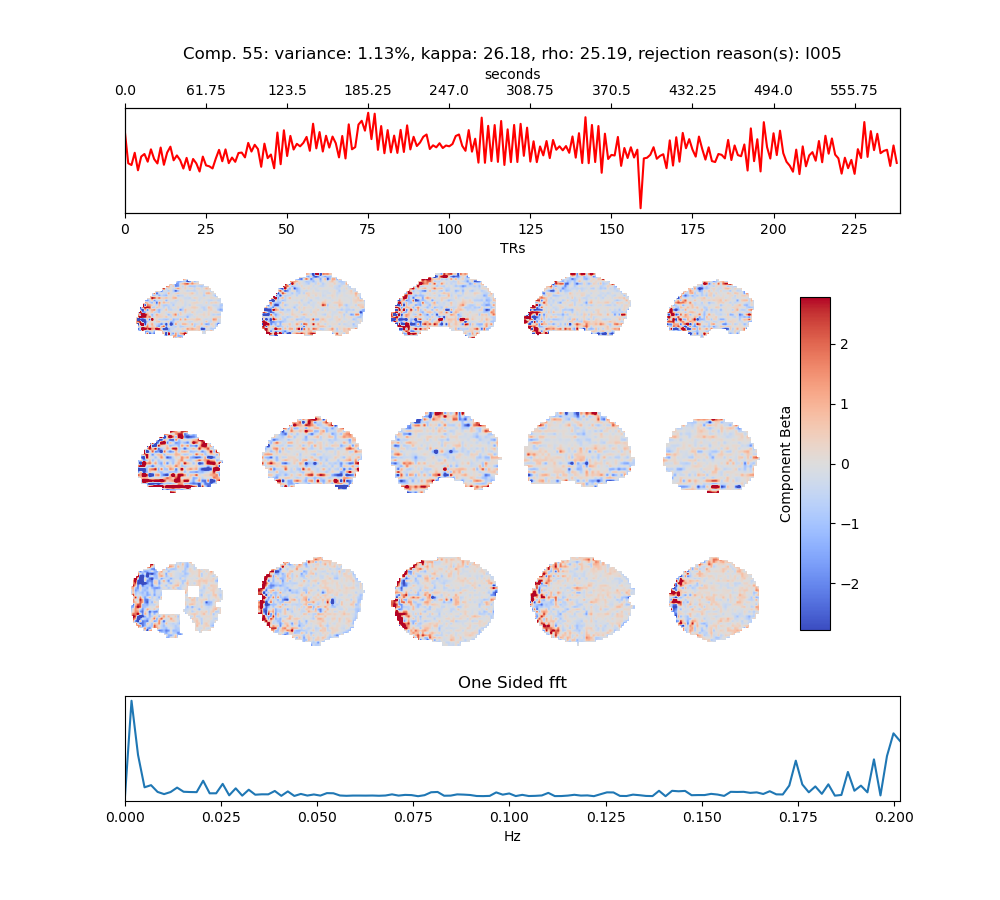 Comp. 55: variance: 1.13%, kappa: 26.18, rho: 25.19, rejection reason(s): I005
seconds
0.0 61.75 123.5 185.25 247.0 308.75 370.5 432.25 494.0 555.75
0 25 50 75 100 125 150 175 200 225
TRs
2
1
0
−1
−2
Component Beta
One Sided fft
0.000 0.025 0.050 0.075 0.100 0.125 0.150 0.175 0.200
Hz